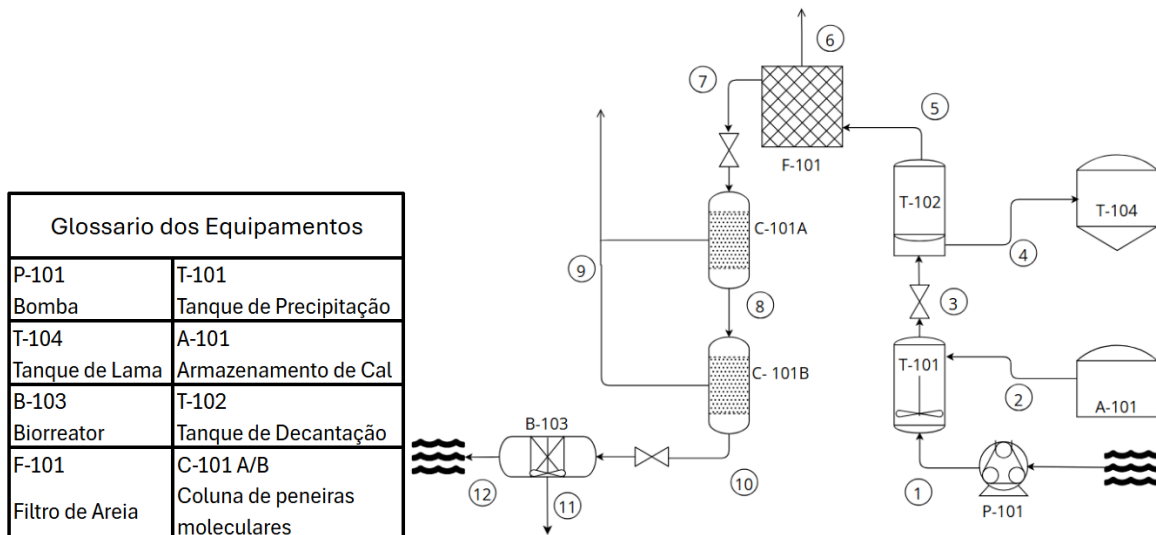 Glossario dos Equipamentos
P-101
Bomba
T-101
Tanque de Precipitação
T-104
Tanque de Lama
A-101
Armazenamento de Cal
B-103
Biorreator
T-102
Tanque de Decantação
F-101
Filtro de Areia
C-101 A/B
Coluna de peneiras
moleculares
6
7
5
F-101
T-102
T-104
C-101A
4
9
8
3
T-101
C- 101B
2
A-101
B-103
12
11
10
1
P-101